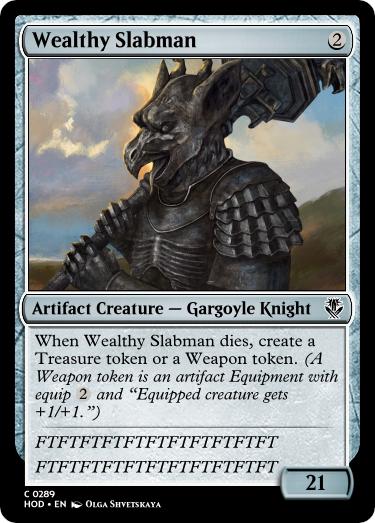 Wealthy Slabman 2
Artifact Creature — Gargoyle Knight
When Wealthy Slabman dies, create a
Treasure token or a Weapon token. (A
Weapon token is an artifact Equipment with
equip 2 and “Equipped creature gets
+1/+1.”)
FTFTFTFTFTFTFTFTFTFTFT
FTFTFTFTFTFTFTFTFTFTFT
21
C 0289
HOD • EN Olga Shvetskaya